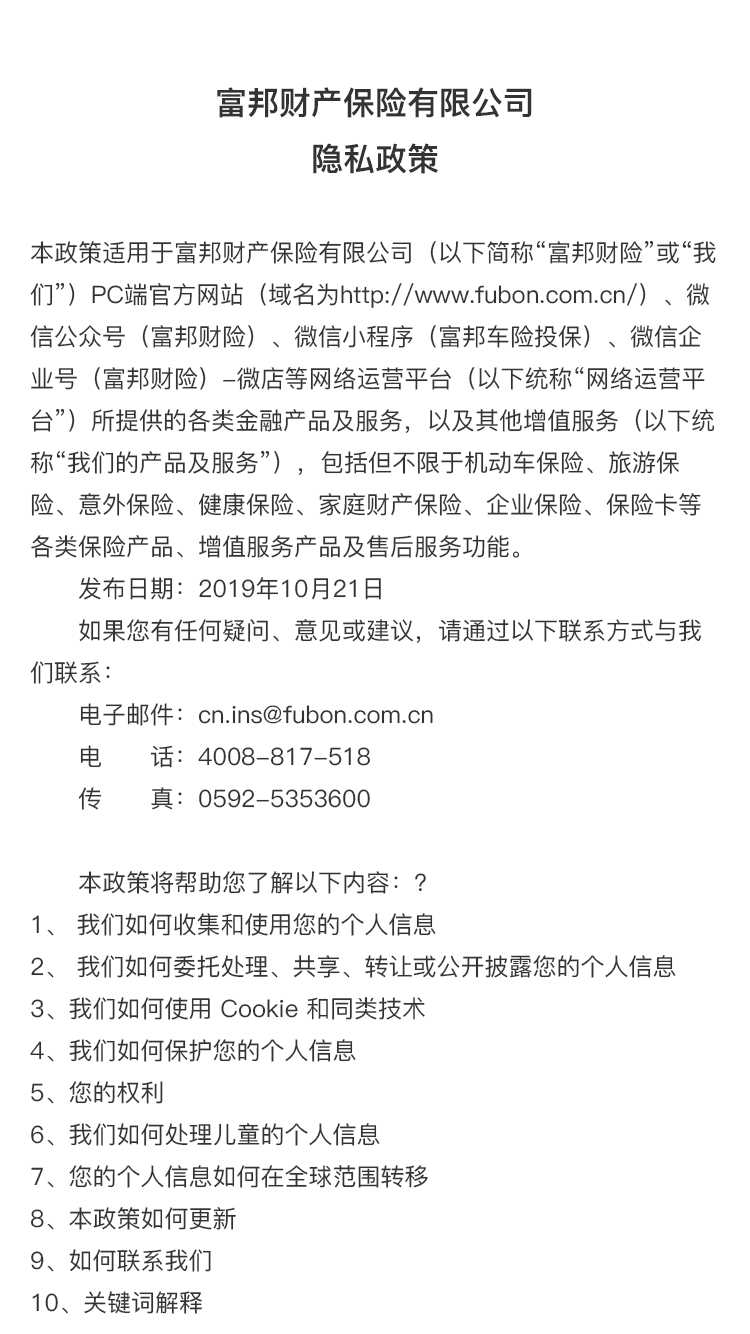 富邦财产保险有限公司
隐私政策
本政策适用于富邦财产保险有限公司（以下简称“富邦财险”或“我
们”）PC端官方网站（域名为http://www.fubon.com.cn/）、微
信公众号（富邦财险）、微信小程序（富邦车险投保）、微信企
业号（富邦财险）-微店等网络运营平台（以下统称“网络运营平
台”）所提供的各类金融产品及服务，以及其他增值服务（以下统
称“我们的产品及服务”），包括但不限于机动车保险、旅游保
险、意外保险、健康保险、家庭财产保险、企业保险、保险卡等
各类保险产品、增值服务产品及售后服务功能。
发布日期：2019年10月21日
如果您有任何疑问、意见或建议，请通过以下联系方式与我
们联系：
电子邮件：cn.ins@fubon.com.cn
电　　话：4008-817-518
传　　真：0592-5353600
本政策将帮助您了解以下内容：？
1、 我们如何收集和使用您的个人信息
2、 我们如何委托处理、共享、转让或公开披露您的个人信息
3、我们如何使用 Cookie 和同类技术
4、我们如何保护您的个人信息
5、您的权利
6、我们如何处理儿童的个人信息
7、您的个人信息如何在全球范围转移
8、本政策如何更新
9、如何联系我们
10、关键词解释